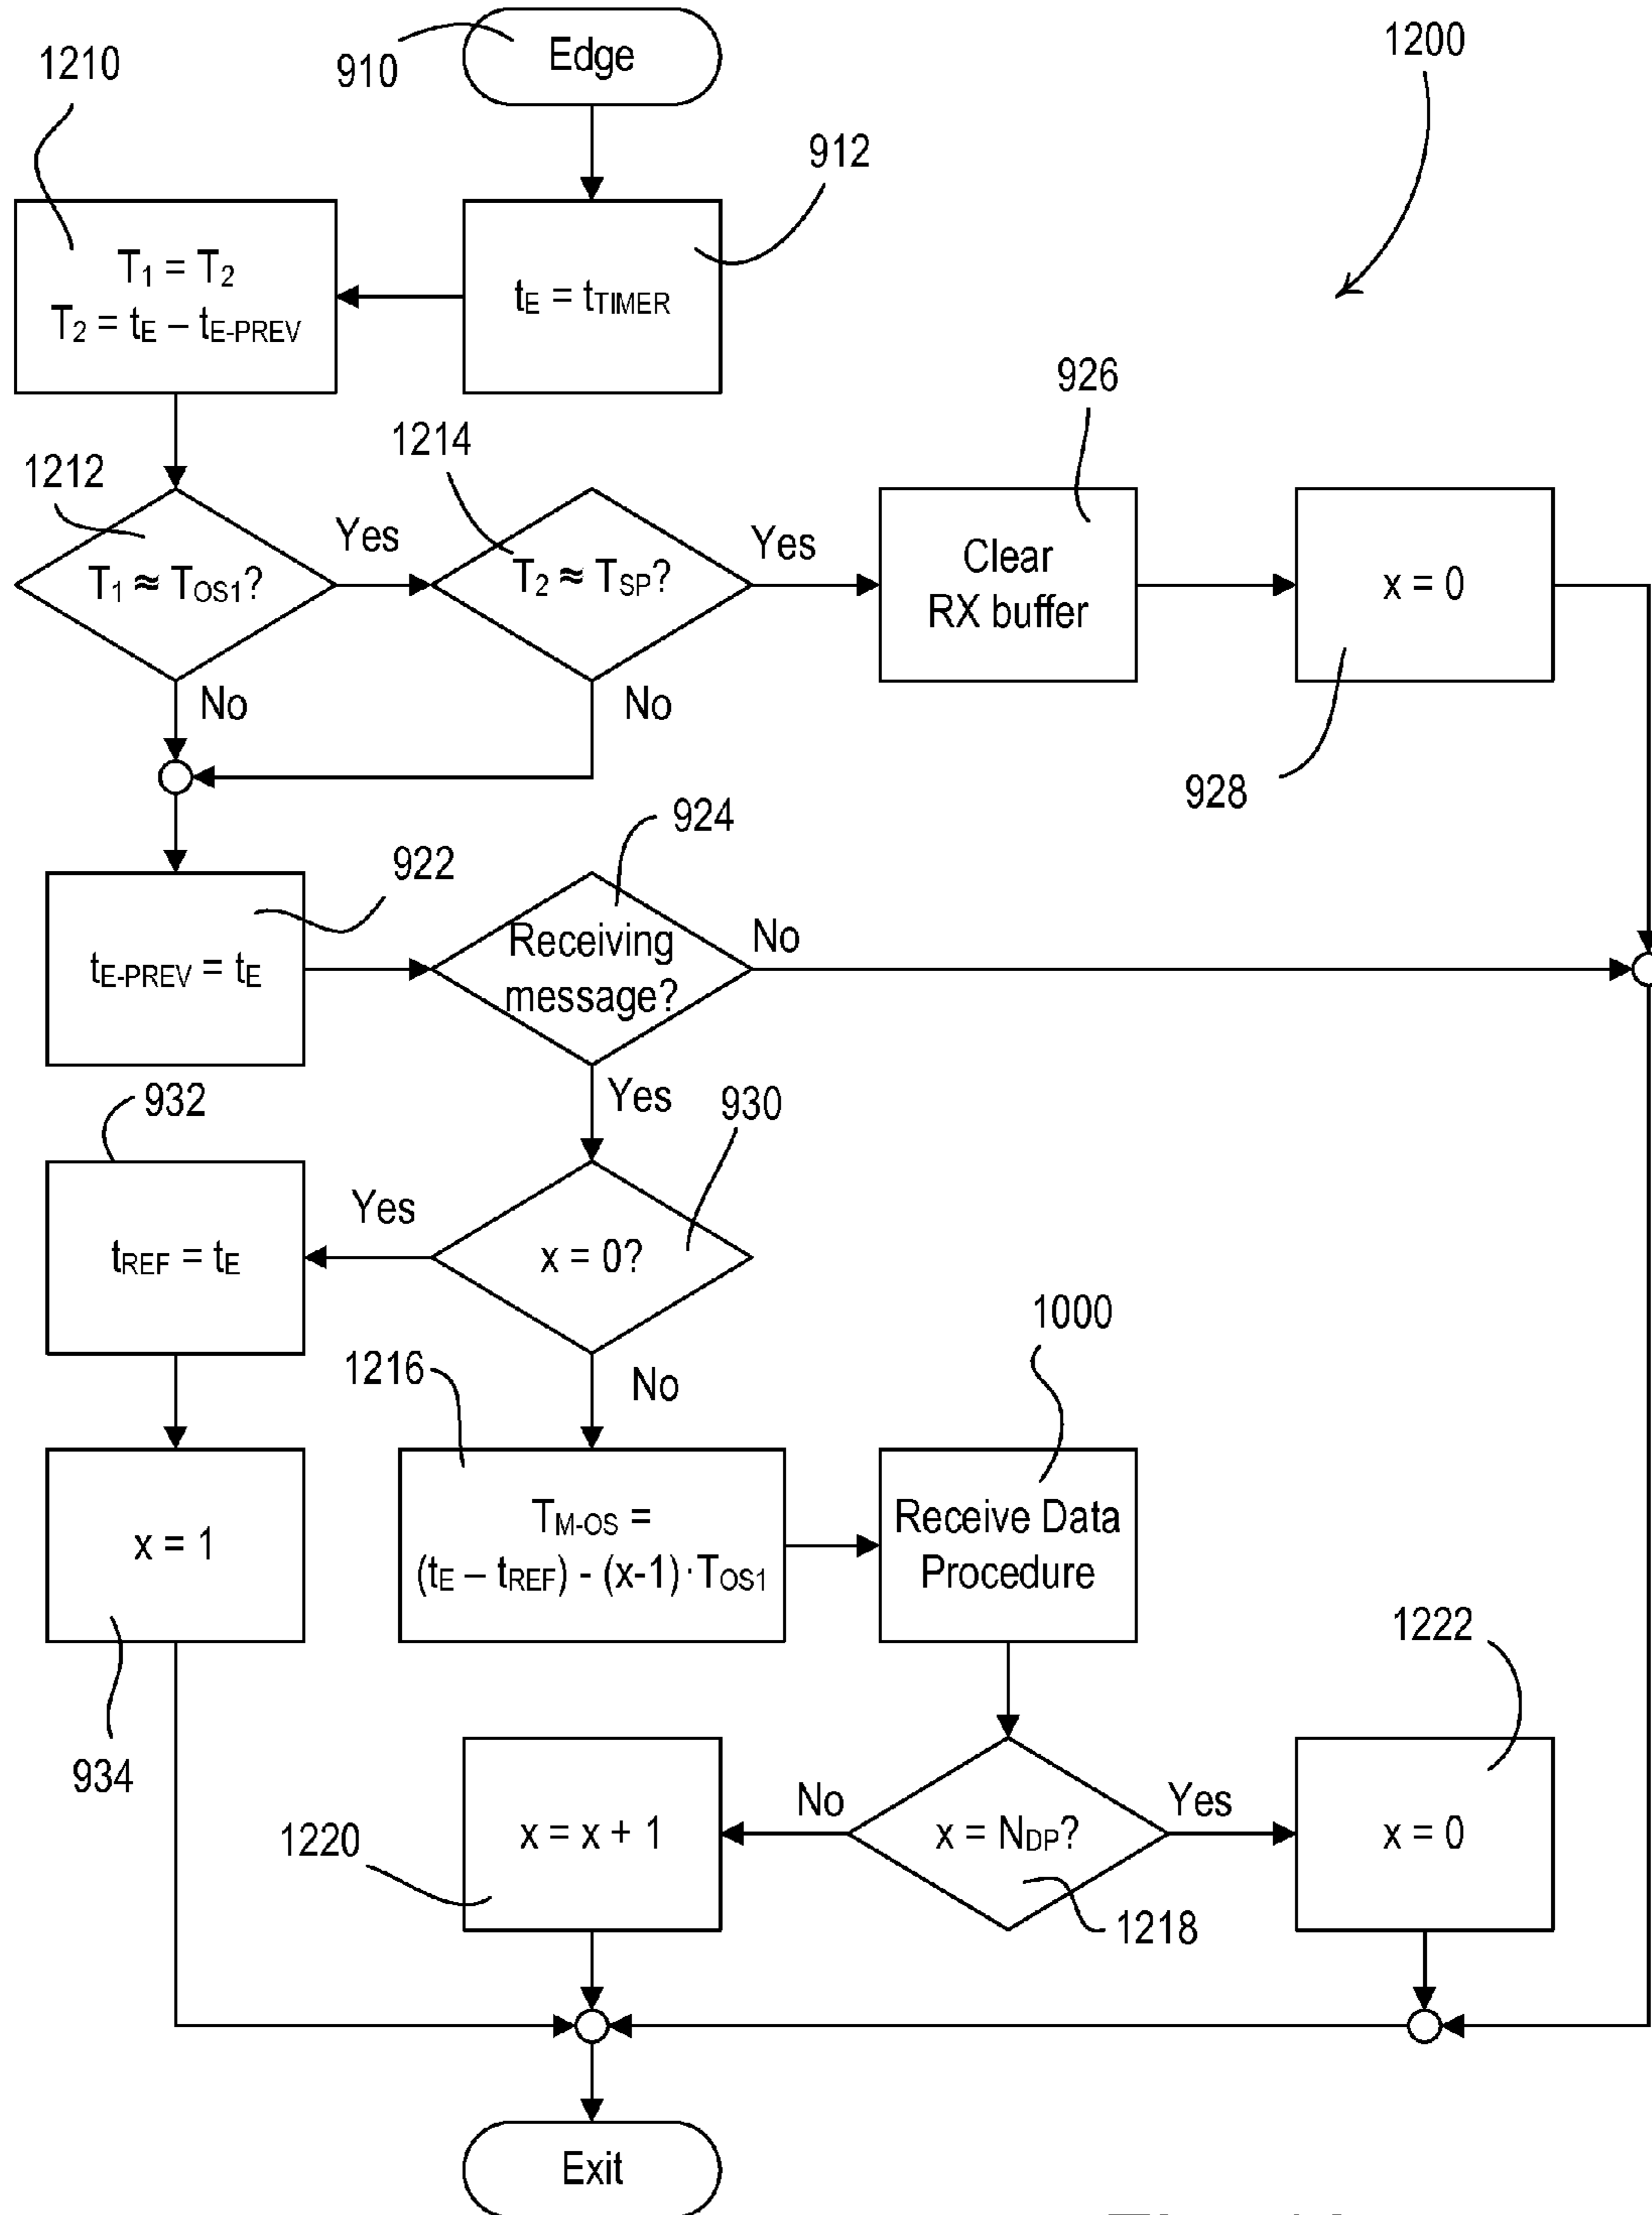 910
Edge
1200
1210
912
T₁ = T₂
T₂ = tE – tE-PREV
tE = tTIMER
926
1214
1212
Yes
Yes
T₁ ≈ TOS1?
T₂ ≈ TSP?
Clear
RX buffer
x = 0
No
No
928
924
922
tE-PREV = tE
Receiving
message?
No
932
Yes
930
Yes
tREF = tE
x = 0?
1000
1216
No
x = 1
TM-OS =
(tE – tREF) - (x-1)·TOS1
Receive Data
Procedure
1222
934
1220
x = x + 1
No
x = NDP?
Yes
x = 0
1218
Exit